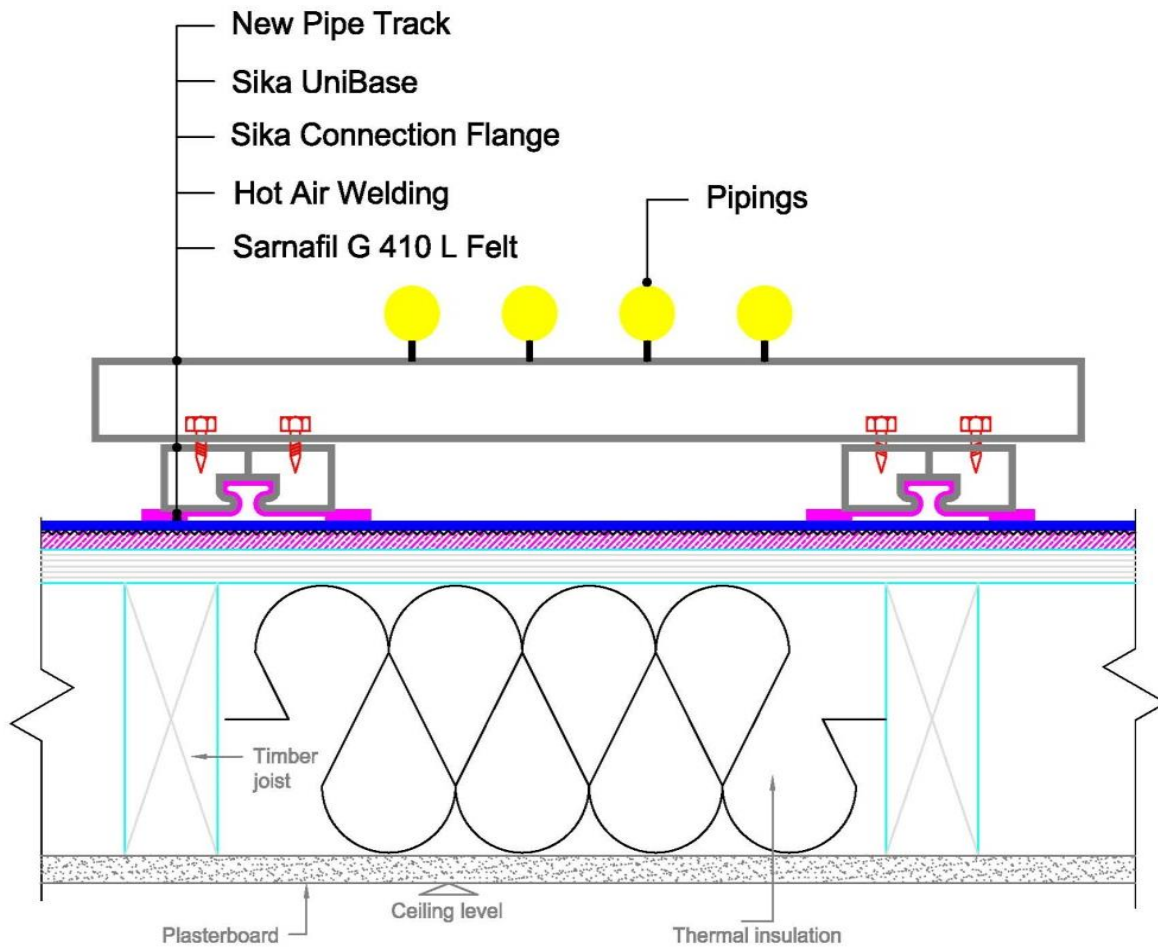 New Pipe Track
Sika UniBase
Sika Connection Flange
Hot Air Welding
Pipings
Sarnafil G 410 L Felt
Timber
joist
Ceiling level
Plasterboard
Thermal insulation